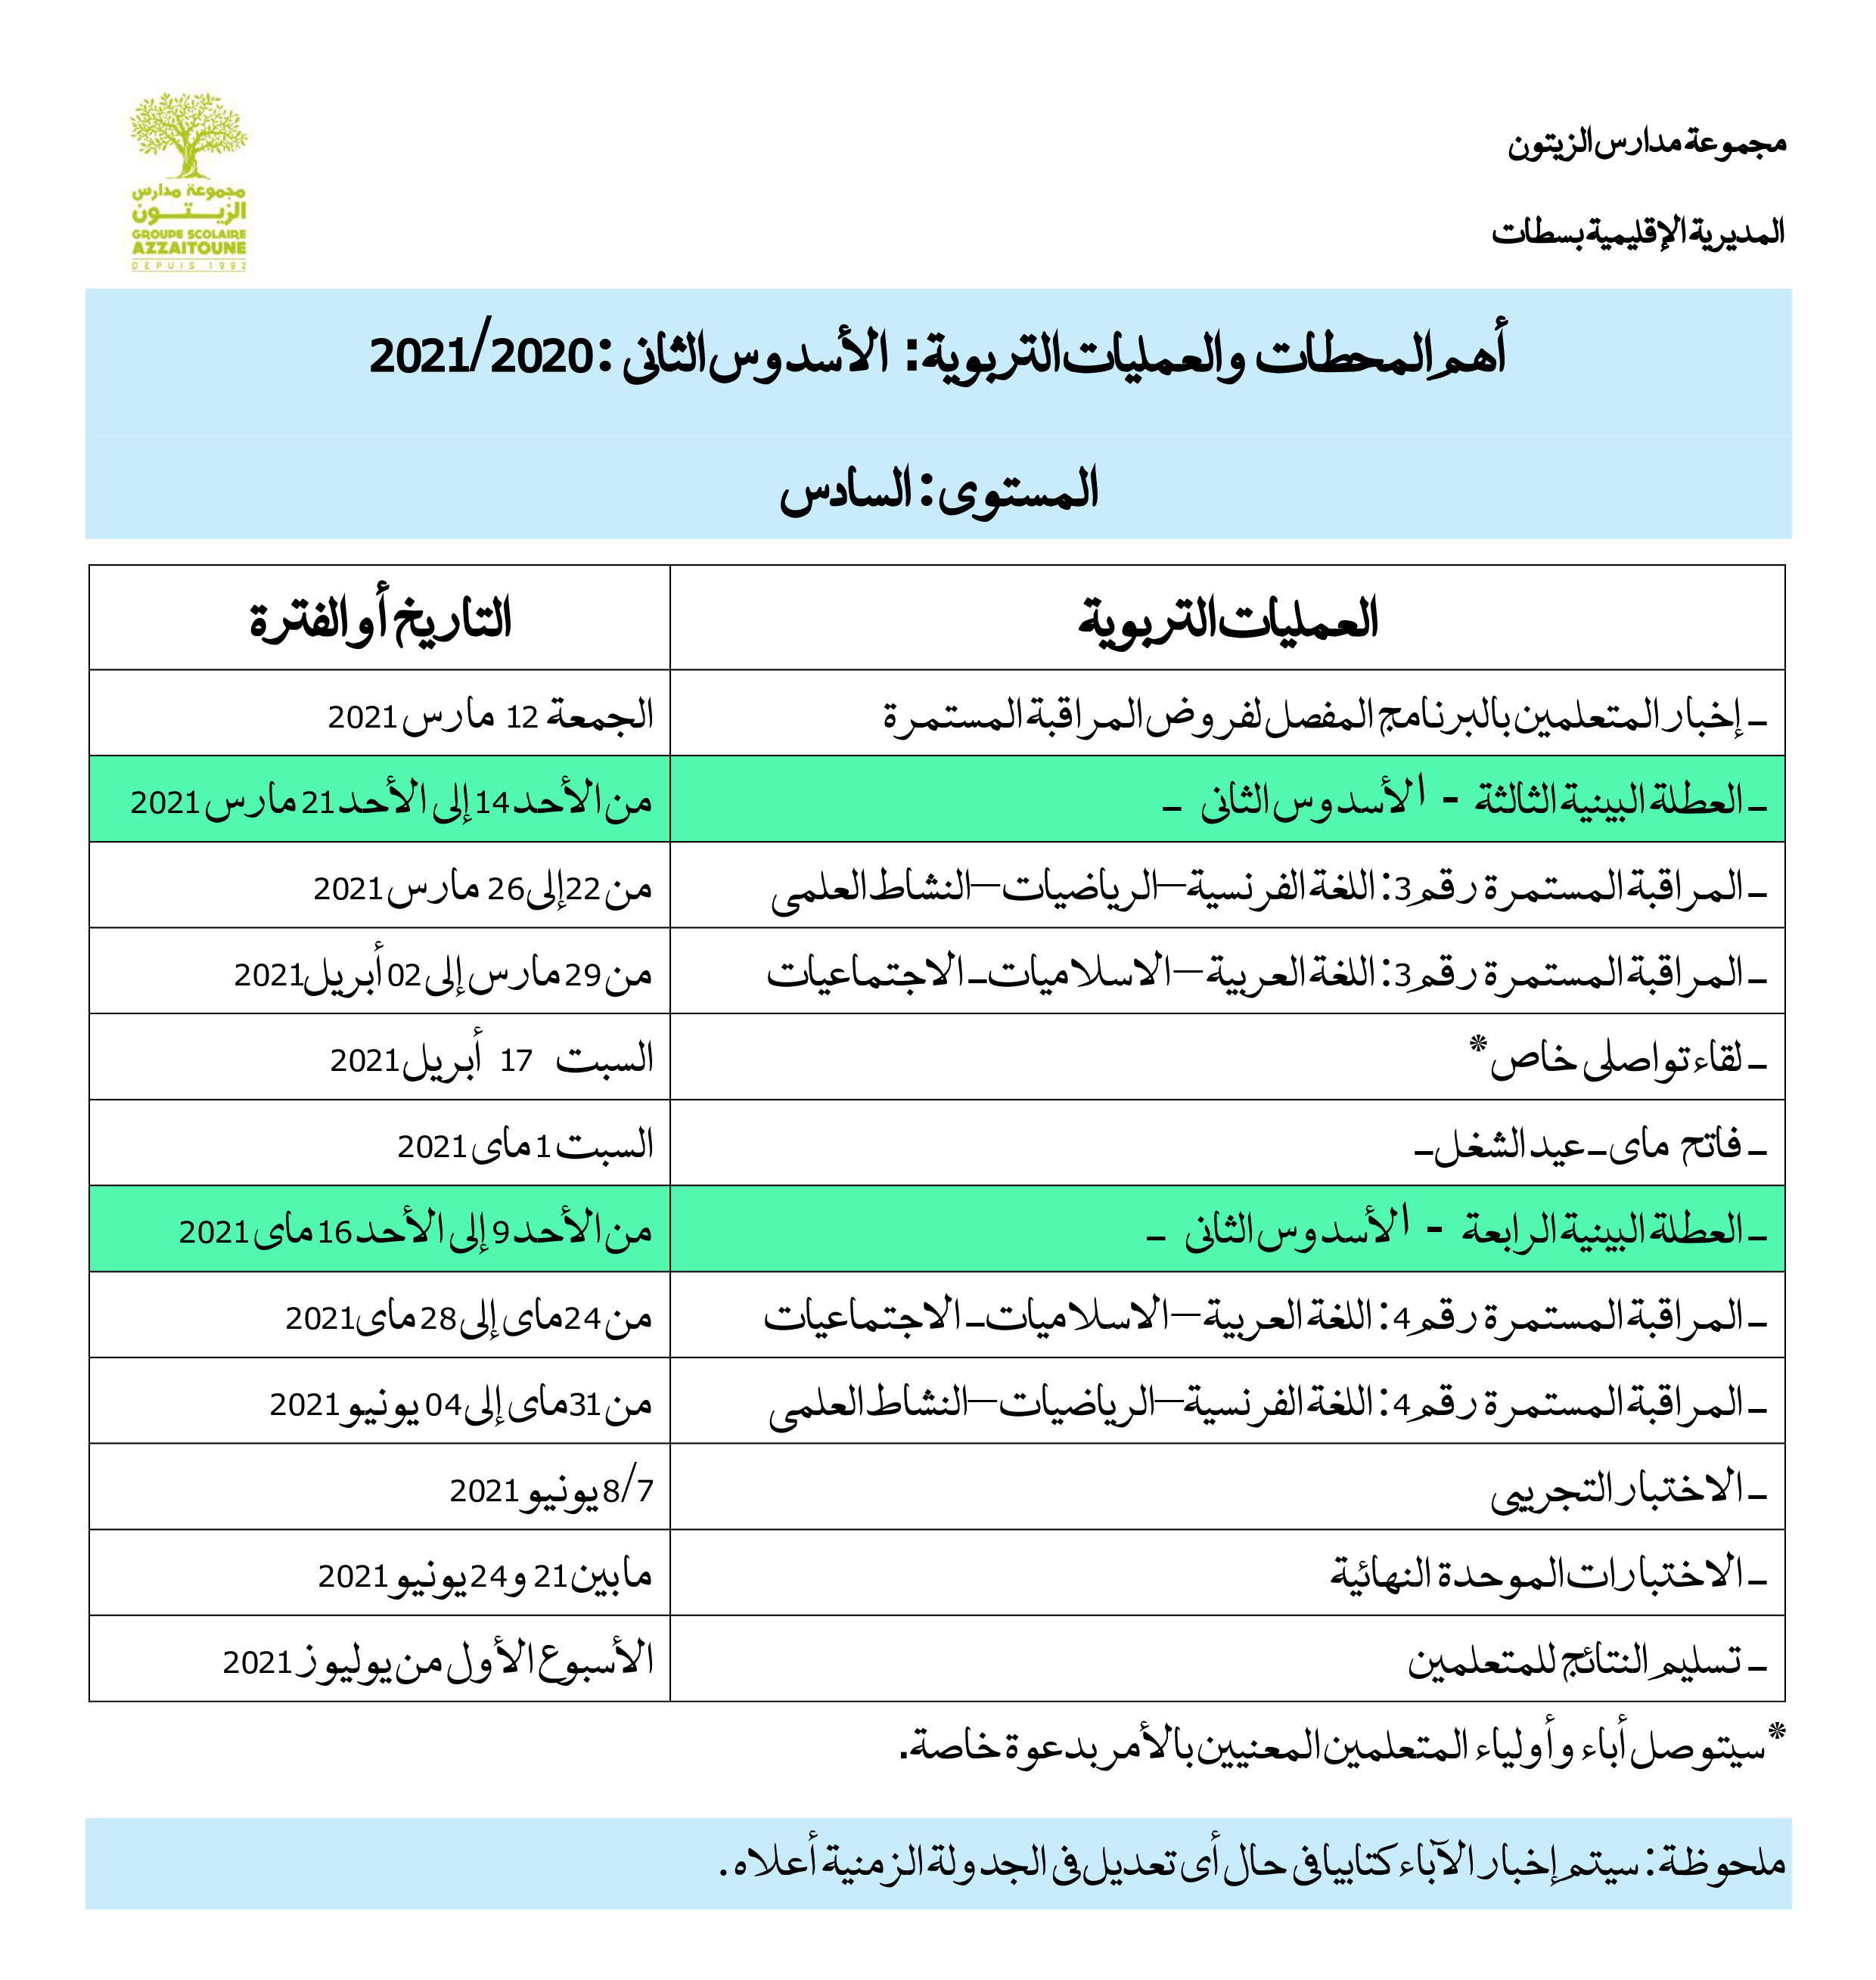 مجموعة مدارس الزيتون
المديرية الإقليمية بسطات
مجموعة مدارس
الزيتون
GROUPE SCOLAIRE
AZZAITOUNE
DEPUIS 1992
أهم المحطات والعمليات التربوية: الأسدوس الثاني: 2021/2020
المستوى: السادس
العمليات التربوية التاريخ أو الفترة
- إخبار المتعلمين بالبرنامج المفصل لفروض المراقبة المستمرة الجمعة 12 مارس 2021
- العطلة البينية الثالثة - الأسدوس الثاني - من الأحد 14 إلى الأحد 21 مارس 2021
- المراقبة المستمرة رقم 3: اللغة الفرنسية – الرياضيات – النشاط العلمي من 22 إلى 26 مارس 2021
- المراقبة المستمرة رقم 3: اللغة العربية – الاسلاميات - الاجتماعيات من 29 مارس إلى 02 أبريل 2021
- لقاء تواصلي خاص* السبت 17 أبريل 2021
- فاتح ماي - عيد الشغل - السبت 1 ماي 2021
- العطلة البينية الرابعة - الأسدوس الثاني - من الأحد 9 إلى الأحد 16 ماي 2021
- المراقبة المستمرة رقم 4: اللغة العربية – الاسلاميات - الاجتماعيات من 24 ماي إلى 28 ماي 2021
- المراقبة المستمرة رقم 4: اللغة الفرنسية – الرياضيات – النشاط العلمي من 31 ماي إلى 04 يونيو 2021
- الاختبار التجريبي 8/7 يونيو 2021
- الاختبارات الموحدة النهائية مابين 21 و 24 يونيو 2021
- تسليم النتائج للمتعلمين الأسبوع الأول من يوليوز 2021
*سيتوصل أباء وأولياء المتعلمين المعنيين بالأمر بدعوة خاصة.
ملحوظة: سيتم إخبار الآباء كتابيا في حال أي تعديل في الجدولة الزمنية أعلاه.